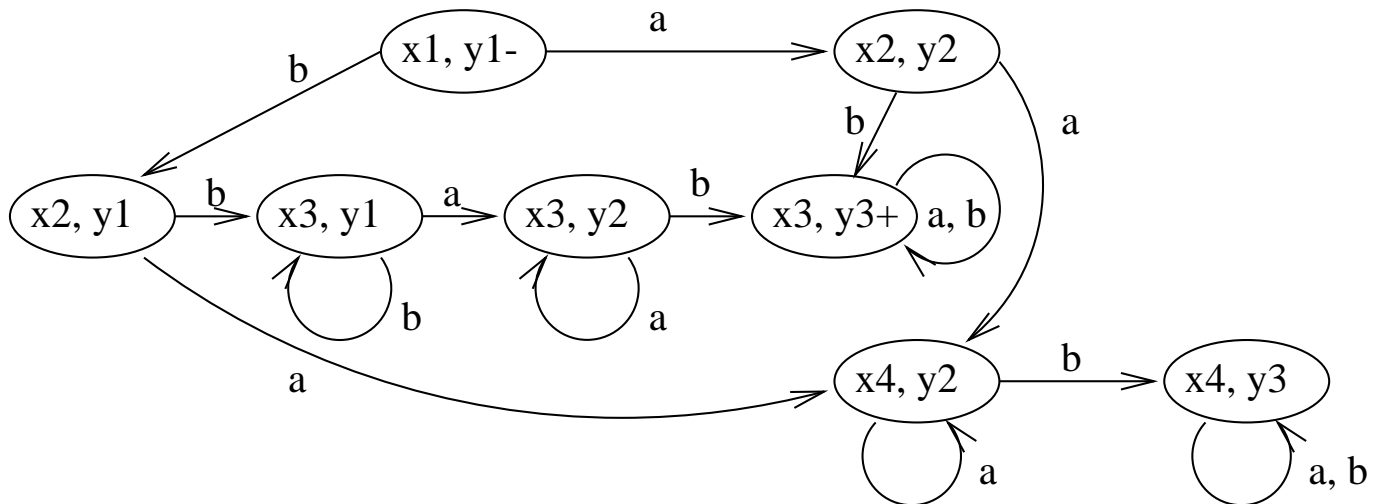 a
x1, y1-
x2, y2
b
b
a
b
a
b
x2, y1
x3, y1
x3, y2
x3, y3+
a, b
b
a
a
x4, y2
b
x4, y3
a
a, b